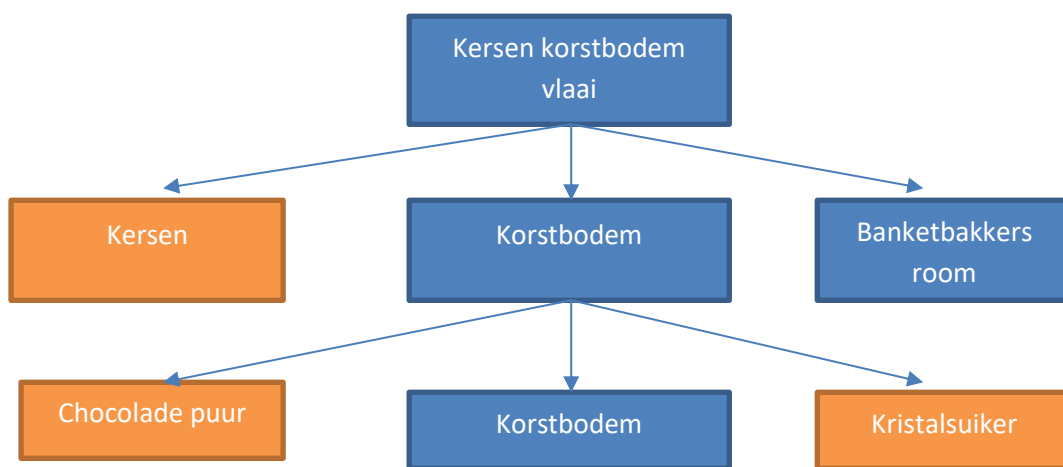 Kersen korstbodem
vlaai
Kersen
Korstbodem
Banketbakkers
room
Chocolade puur
Korstbodem
Kristalsuiker